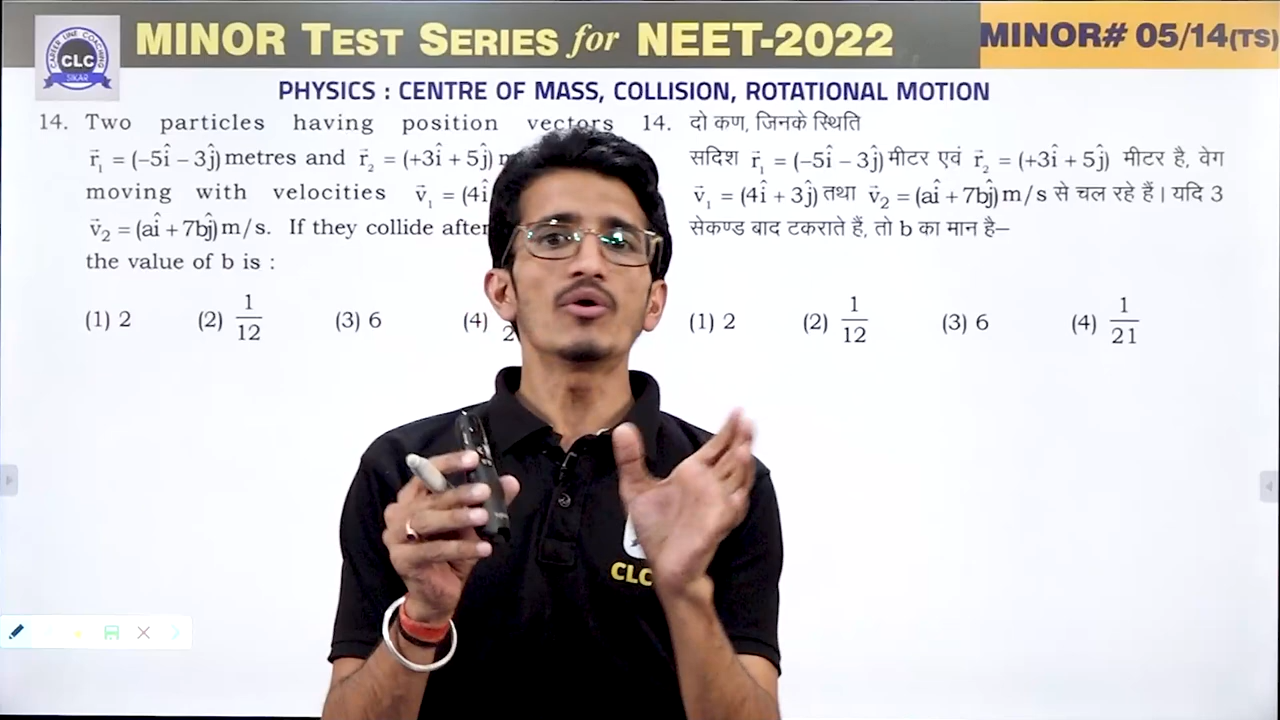 MINOR TEST SERIES for NEET-2022
MINOR# 05/14(TS)
CAREER LINE COACHING
CLC
SIKAR
PHYSICS : CENTRE OF MASS, COLLISION, ROTATIONAL MOTION
14. Two particles having position vectors
r⃗₁ = (−5î − 3ĵ) metres and r⃗₂ = (+3î + 5ĵ)
moving with velocities v⃗₁ = (4î
v⃗₂ = (aî + 7bĵ) m/s. If they collide after
the value of b is :
(1) 2 (2) 1/12 (3) 6 (4)
14. दो कण, जिनके स्थिति
सदिश r⃗₁ = (−5î − 3ĵ) मीटर एवं r⃗₂ = (+3î + 5ĵ) मीटर है, वेग
v⃗₁ = (4î + 3ĵ) तथा v⃗₂ = (aî + 7bĵ) m/s से चल रहे हैं। यदि 3
सेकण्ड बाद टकराते हैं, तो b का मान है–
(1) 2 (2) 1/12 (3) 6 (4) 1/21
CLC